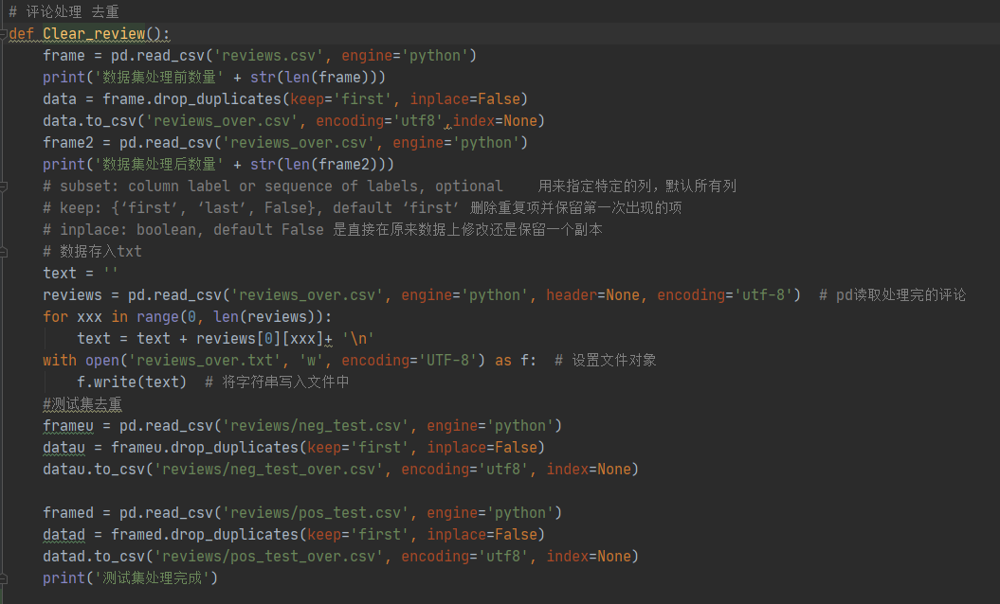 # 评论处理 去重
def Clear_review():
    frame = pd.read_csv('reviews.csv', engine='python')
    print('数据集处理前数量' + str(len(frame)))
    data = frame.drop_duplicates(keep='first', inplace=False)
    data.to_csv('reviews_over.csv', encoding='utf8',index=None)
    frame2 = pd.read_csv('reviews_over.csv', engine='python')
    print('数据集处理后数量' + str(len(frame2)))
    # subset: column label or sequence of labels, optional    用来指定特定的列，默认所有列
    # keep: {‘first’, ‘last’, False}, default ‘first’ 删除重复项并保留第一次出现的项
    # inplace: boolean, default False 是直接在原来数据上修改还是保留一个副本
    # 数据存入txt
    text = ''
    reviews = pd.read_csv('reviews_over.csv', engine='python', header=None, encoding='utf-8')  # pd读取处理完的评论
    for xxx in range(0, len(reviews)):
        text = text + reviews[0][xxx]+ '\n'
    with open('reviews_over.txt', 'w', encoding='UTF-8') as f:  # 设置文件对象
        f.write(text)  # 将字符串写入文件中
    #测试集去重
    frameu = pd.read_csv('reviews/neg_test.csv', engine='python')
    datau = frameu.drop_duplicates(keep='first', inplace=False)
    datau.to_csv('reviews/neg_test_over.csv', encoding='utf8', index=None)
    framed = pd.read_csv('reviews/pos_test.csv', engine='python')
    datad = framed.drop_duplicates(keep='first', inplace=False)
    datad.to_csv('reviews/pos_test_over.csv', encoding='utf8', index=None)
    print('测试集处理完成')